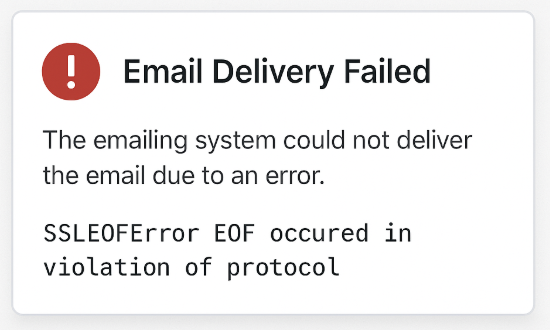 Email Delivery Failed
The emailing system could not deliver
the email due to an error.
SSLEOFError EOF occured in
violation of protocol